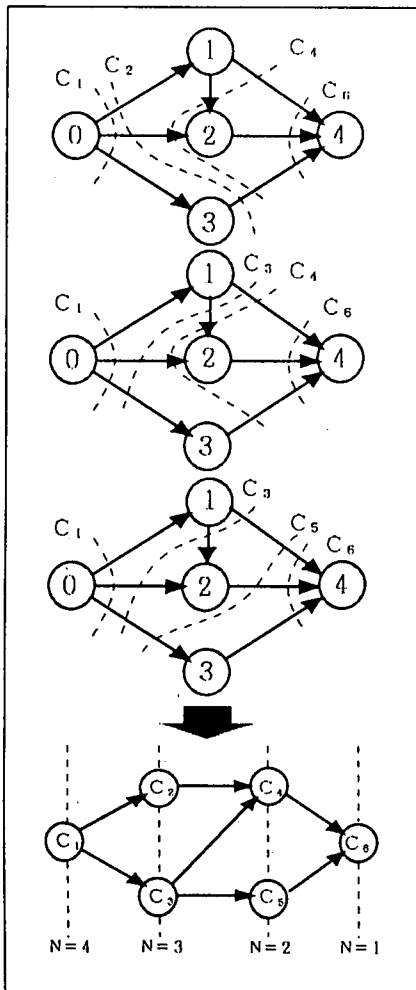 C₁ C₂ C₄ C₆
1
0 2 4
3
C₁ C₃ C₄ C₆
1
0 2 4
3
C₁ C₃ C₅ C₆
1
0 2 4
3
C₂ C₄
C₁ C₆
C₃ C₅
N=4 N=3 N=2 N=1